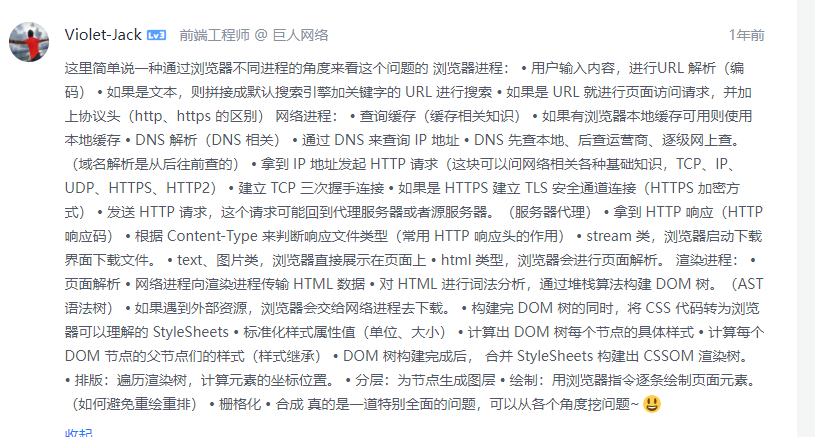 Violet-Jack Lv3 前端工程师 @ 巨人网络 1年前
这里简单说一种通过浏览器不同进程的角度来看这个问题的 浏览器进程： • 用户输入内容，进行URL 解析（编
码） • 如果是文本，则拼接成默认搜索引擎加关键字的 URL 进行搜索 • 如果是 URL 就进行页面访问请求，并加
上协议头（http、https 的区别） 网络进程： • 查询缓存（缓存相关知识） • 如果有浏览器本地缓存可用则使用
本地缓存 • DNS 解析（DNS 相关） • 通过 DNS 来查询 IP 地址 • DNS 先查本地、后查运营商、逐级网上查。
（域名解析是从后往前查的） • 拿到 IP 地址发起 HTTP 请求（这块可以问网络相关各种基础知识，TCP、IP、
UDP、HTTPS、HTTP2） • 建立 TCP 三次握手连接 • 如果是 HTTPS 建立 TLS 安全通道连接（HTTPS 加密方
式） • 发送 HTTP 请求，这个请求可能回到代理服务器或者源服务器。（服务器代理） • 拿到 HTTP 响应（HTTP
响应码） • 根据 Content-Type 来判断响应文件类型（常用 HTTP 响应头的作用） • stream 类，浏览器启动下载
界面下载文件。 • text、图片类，浏览器直接展示在页面上 • html 类型，浏览器会进行页面解析。 渲染进程： •
页面解析 • 网络进程向渲染进程传输 HTML 数据 • 对 HTML 进行词法分析，通过堆栈算法构建 DOM 树。（AST
语法树） • 如果遇到外部资源，浏览器会交给网络进程去下载。 • 构建完 DOM 树的同时，将 CSS 代码转为浏览
器可以理解的 StyleSheets • 标准化样式属性值（单位、大小） • 计算出 DOM 树每个节点的具体样式 • 计算每个
DOM 节点的父节点们的样式（样式继承） • DOM 树构建完成后， 合并 StyleSheets 构建出 CSSOM 渲染树。
• 排版：遍历渲染树，计算元素的坐标位置。 • 分层：为节点生成图层 • 绘制：用浏览器指令逐条绘制页面元素。
（如何避免重绘重排） • 栅格化 • 合成 真的是一道特别全面的问题，可以从各个角度挖问题~ 😃
收起